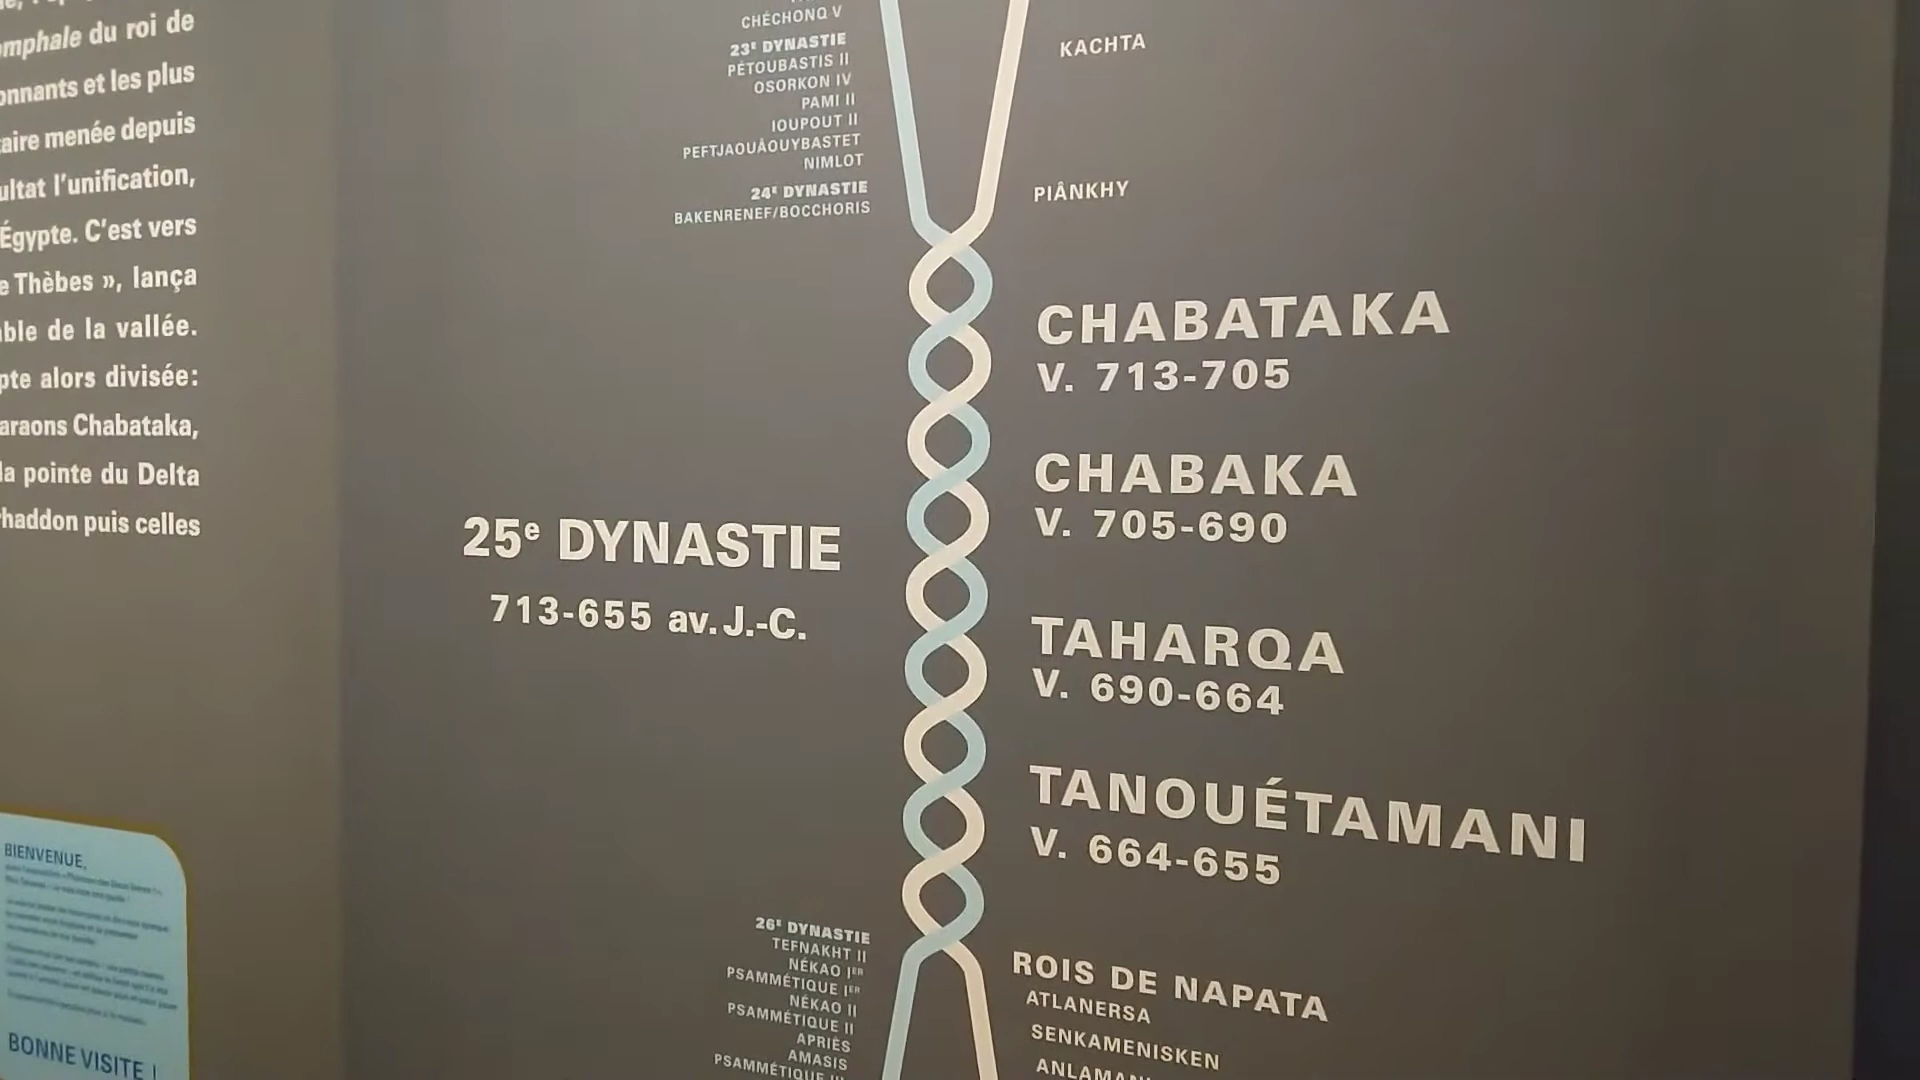 omphale du roi de
onnants et les plus
aire menée depuis
ultat l'unification,
Égypte. C'est vers
e Thèbes », lança
ble de la vallée.
pte alors divisée:
araons Chabataka,
la pointe du Delta
rhaddon puis celles
BIENVENUE,
BONNE VISITE !
CHÉCHONQ V
23ᴱ DYNASTIE
PÉTOUBASTIS II
OSORKON IV
PAMI II
IOUPOUT II
PEFTJAOUÂOUYBASTET
NIMLOT
24ᴱ DYNASTIE
BAKENRENEF/BOCCHORIS
25ᵉ DYNASTIE
713-655 av. J.-C.
26ᴱ DYNASTIE
TEFNAKHT II
NÉKAO Iᴱᴿ
PSAMMÉTIQUE Iᴱᴿ
NÉKAO II
PSAMMÉTIQUE II
APRIÈS
AMASIS
PSAMMÉTIQUE
KACHTA
PIÂNKHY
CHABATAKA
V. 713-705
CHABAKA
V. 705-690
TAHARQA
V. 690-664
TANOUÉTAMANI
V. 664-655
ROIS DE NAPATA
ATLANERSA
SENKAMENISKEN
ANLAMANI